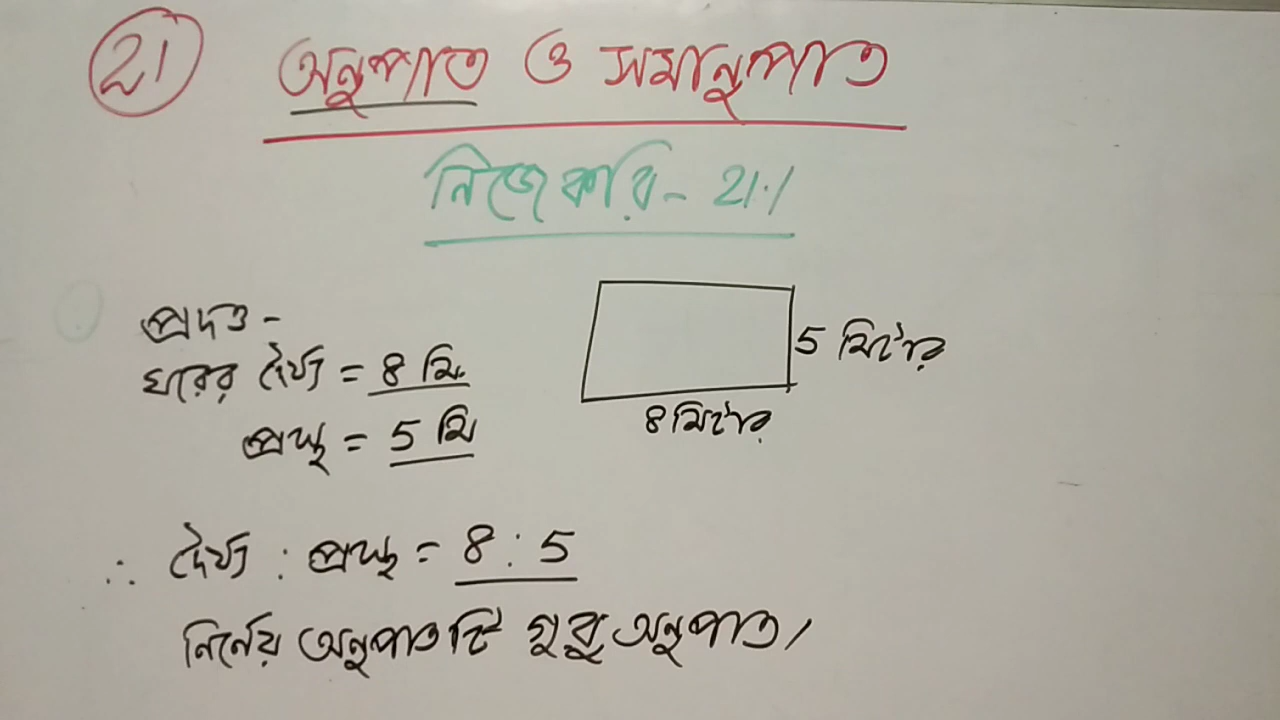 21 অনুপাত ও সমানুপাত
নিজে করি - 21.1
প্রদত্ত -
ঘরের দৈর্ঘ্য = 8 মি.
প্রস্থ = 5 মি
5 মিটার
8 মিটার
∴ দৈর্ঘ্য : প্রস্থ = 8 : 5
নির্ণেয় অনুপাতটি গুরু অনুপাত।